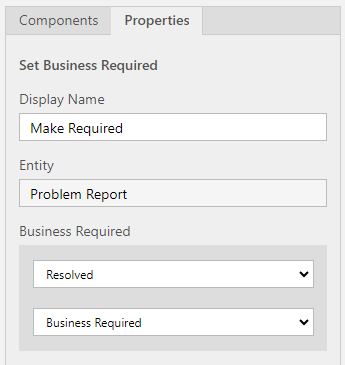 Components Properties
Set Business Required
Display Name
Make Required
Entity
Problem Report
Business Required
Resolved
Business Required